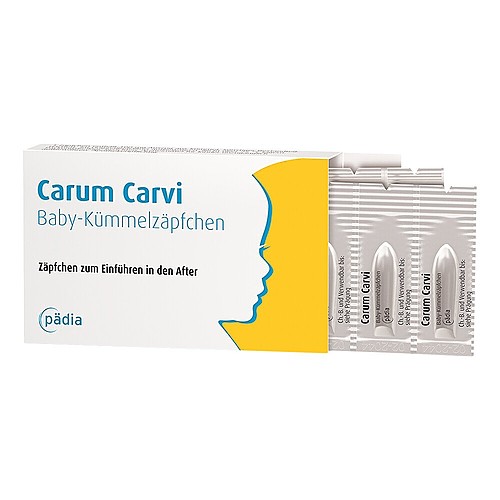 Carum Carvi
Baby-Kümmelzäpfchen
Zäpfchen zum Einführen in den After
pädia
Carum Carvi
Baby-Kümmelzäpfchen
pädia
Ch.-B. und Verwendbar bis:
siehe Prägung
Carum Carvi
Baby-Kümmelzäpfchen
pädia
Ch.-B. und Verwendbar bis:
siehe Prägung